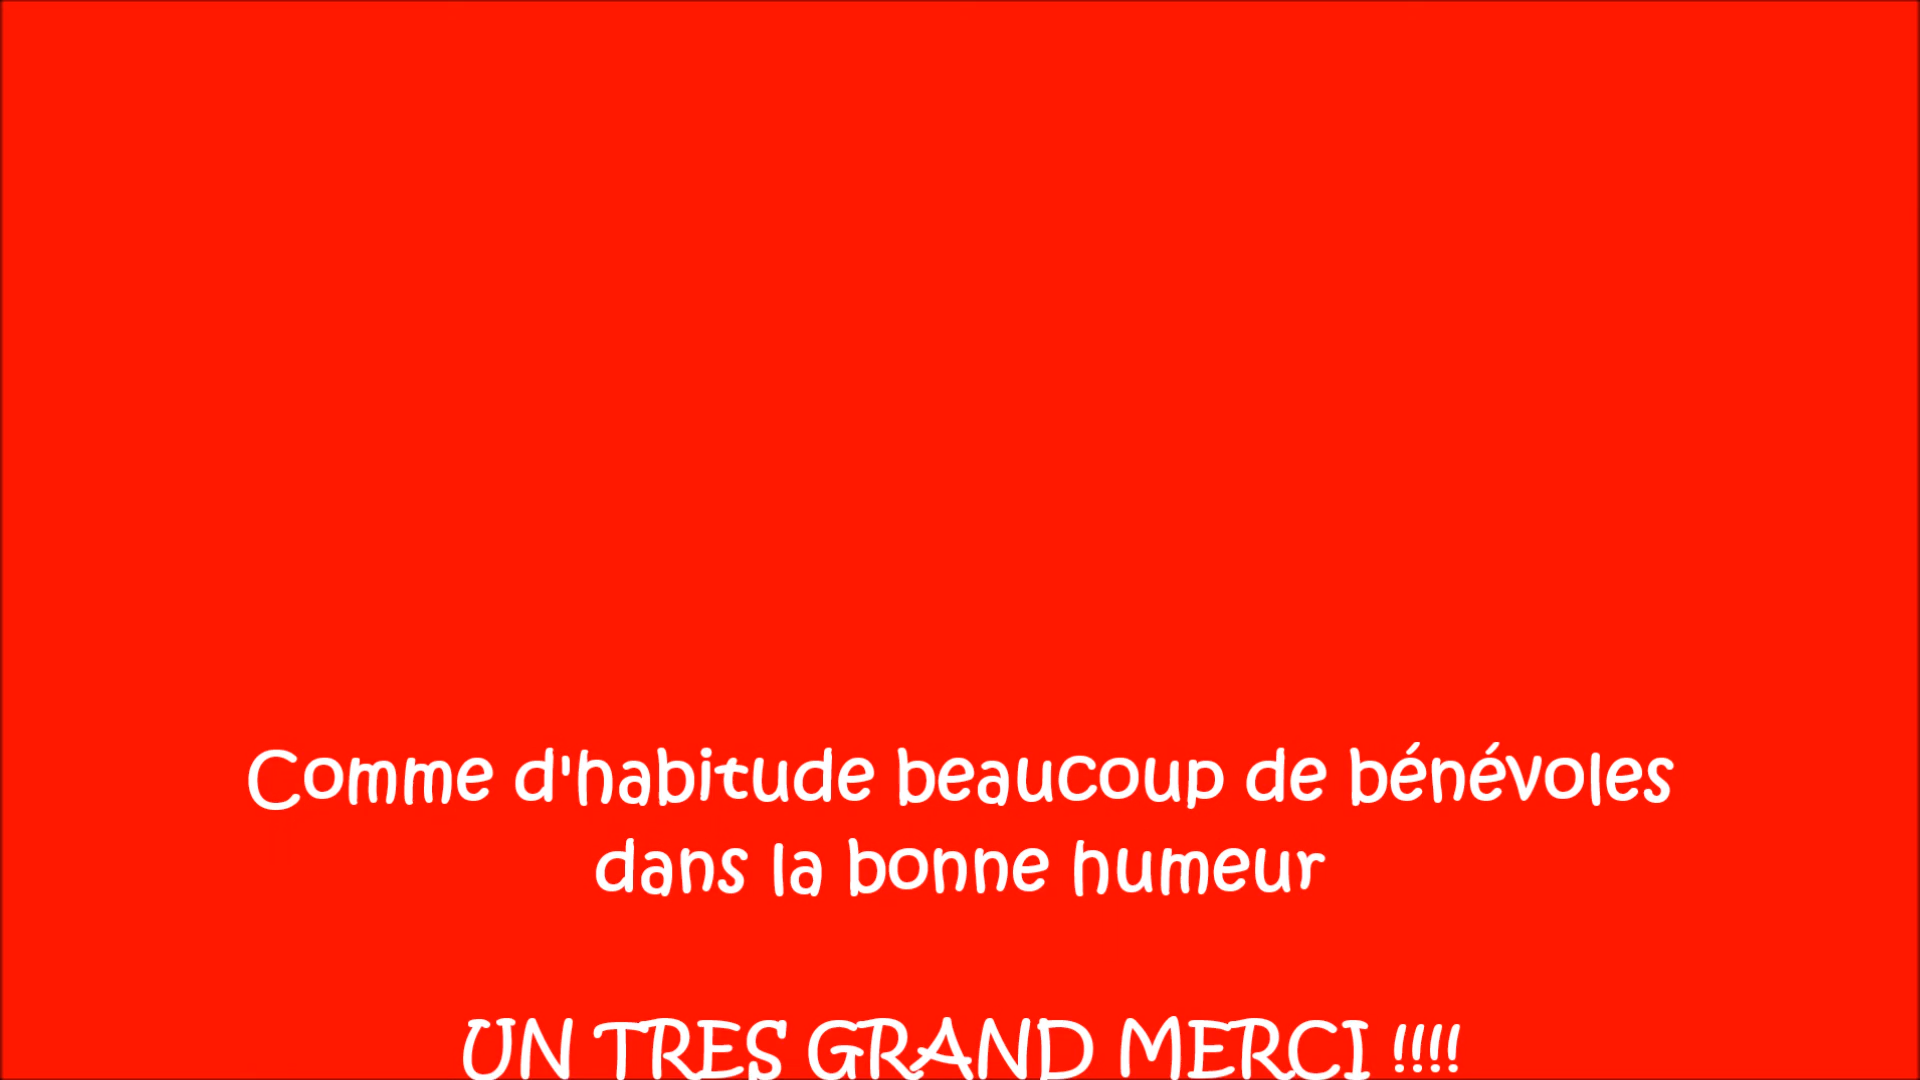 Comme d'habitude beaucoup de bénévoles
dans la bonne humeur
UN TRES GRAND MERCI !!!!